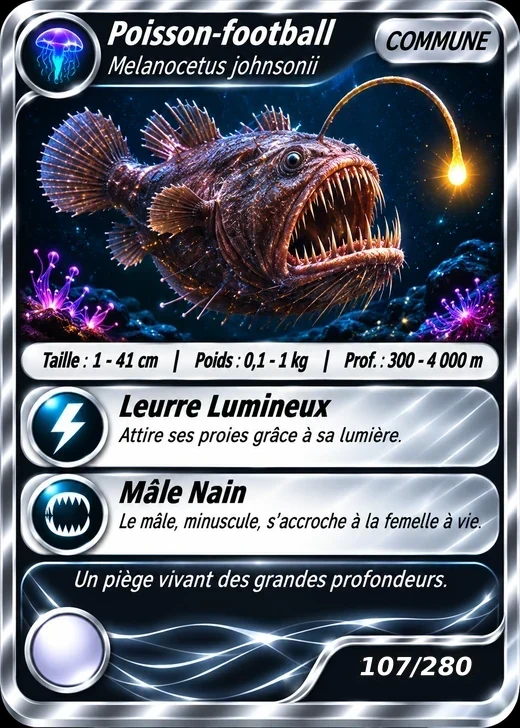 Poisson-football
COMMUNE
Melanocetus johnsonii
Taille : 1 - 41 cm | Poids : 0,1 - 1 kg | Prof. : 300 - 4 000 m
Leurre Lumineux
Attire ses proies grâce à sa lumière.
Mâle Nain
Le mâle, minuscule, s’accroche à la femelle à vie.
Un piège vivant des grandes profondeurs.
107/280